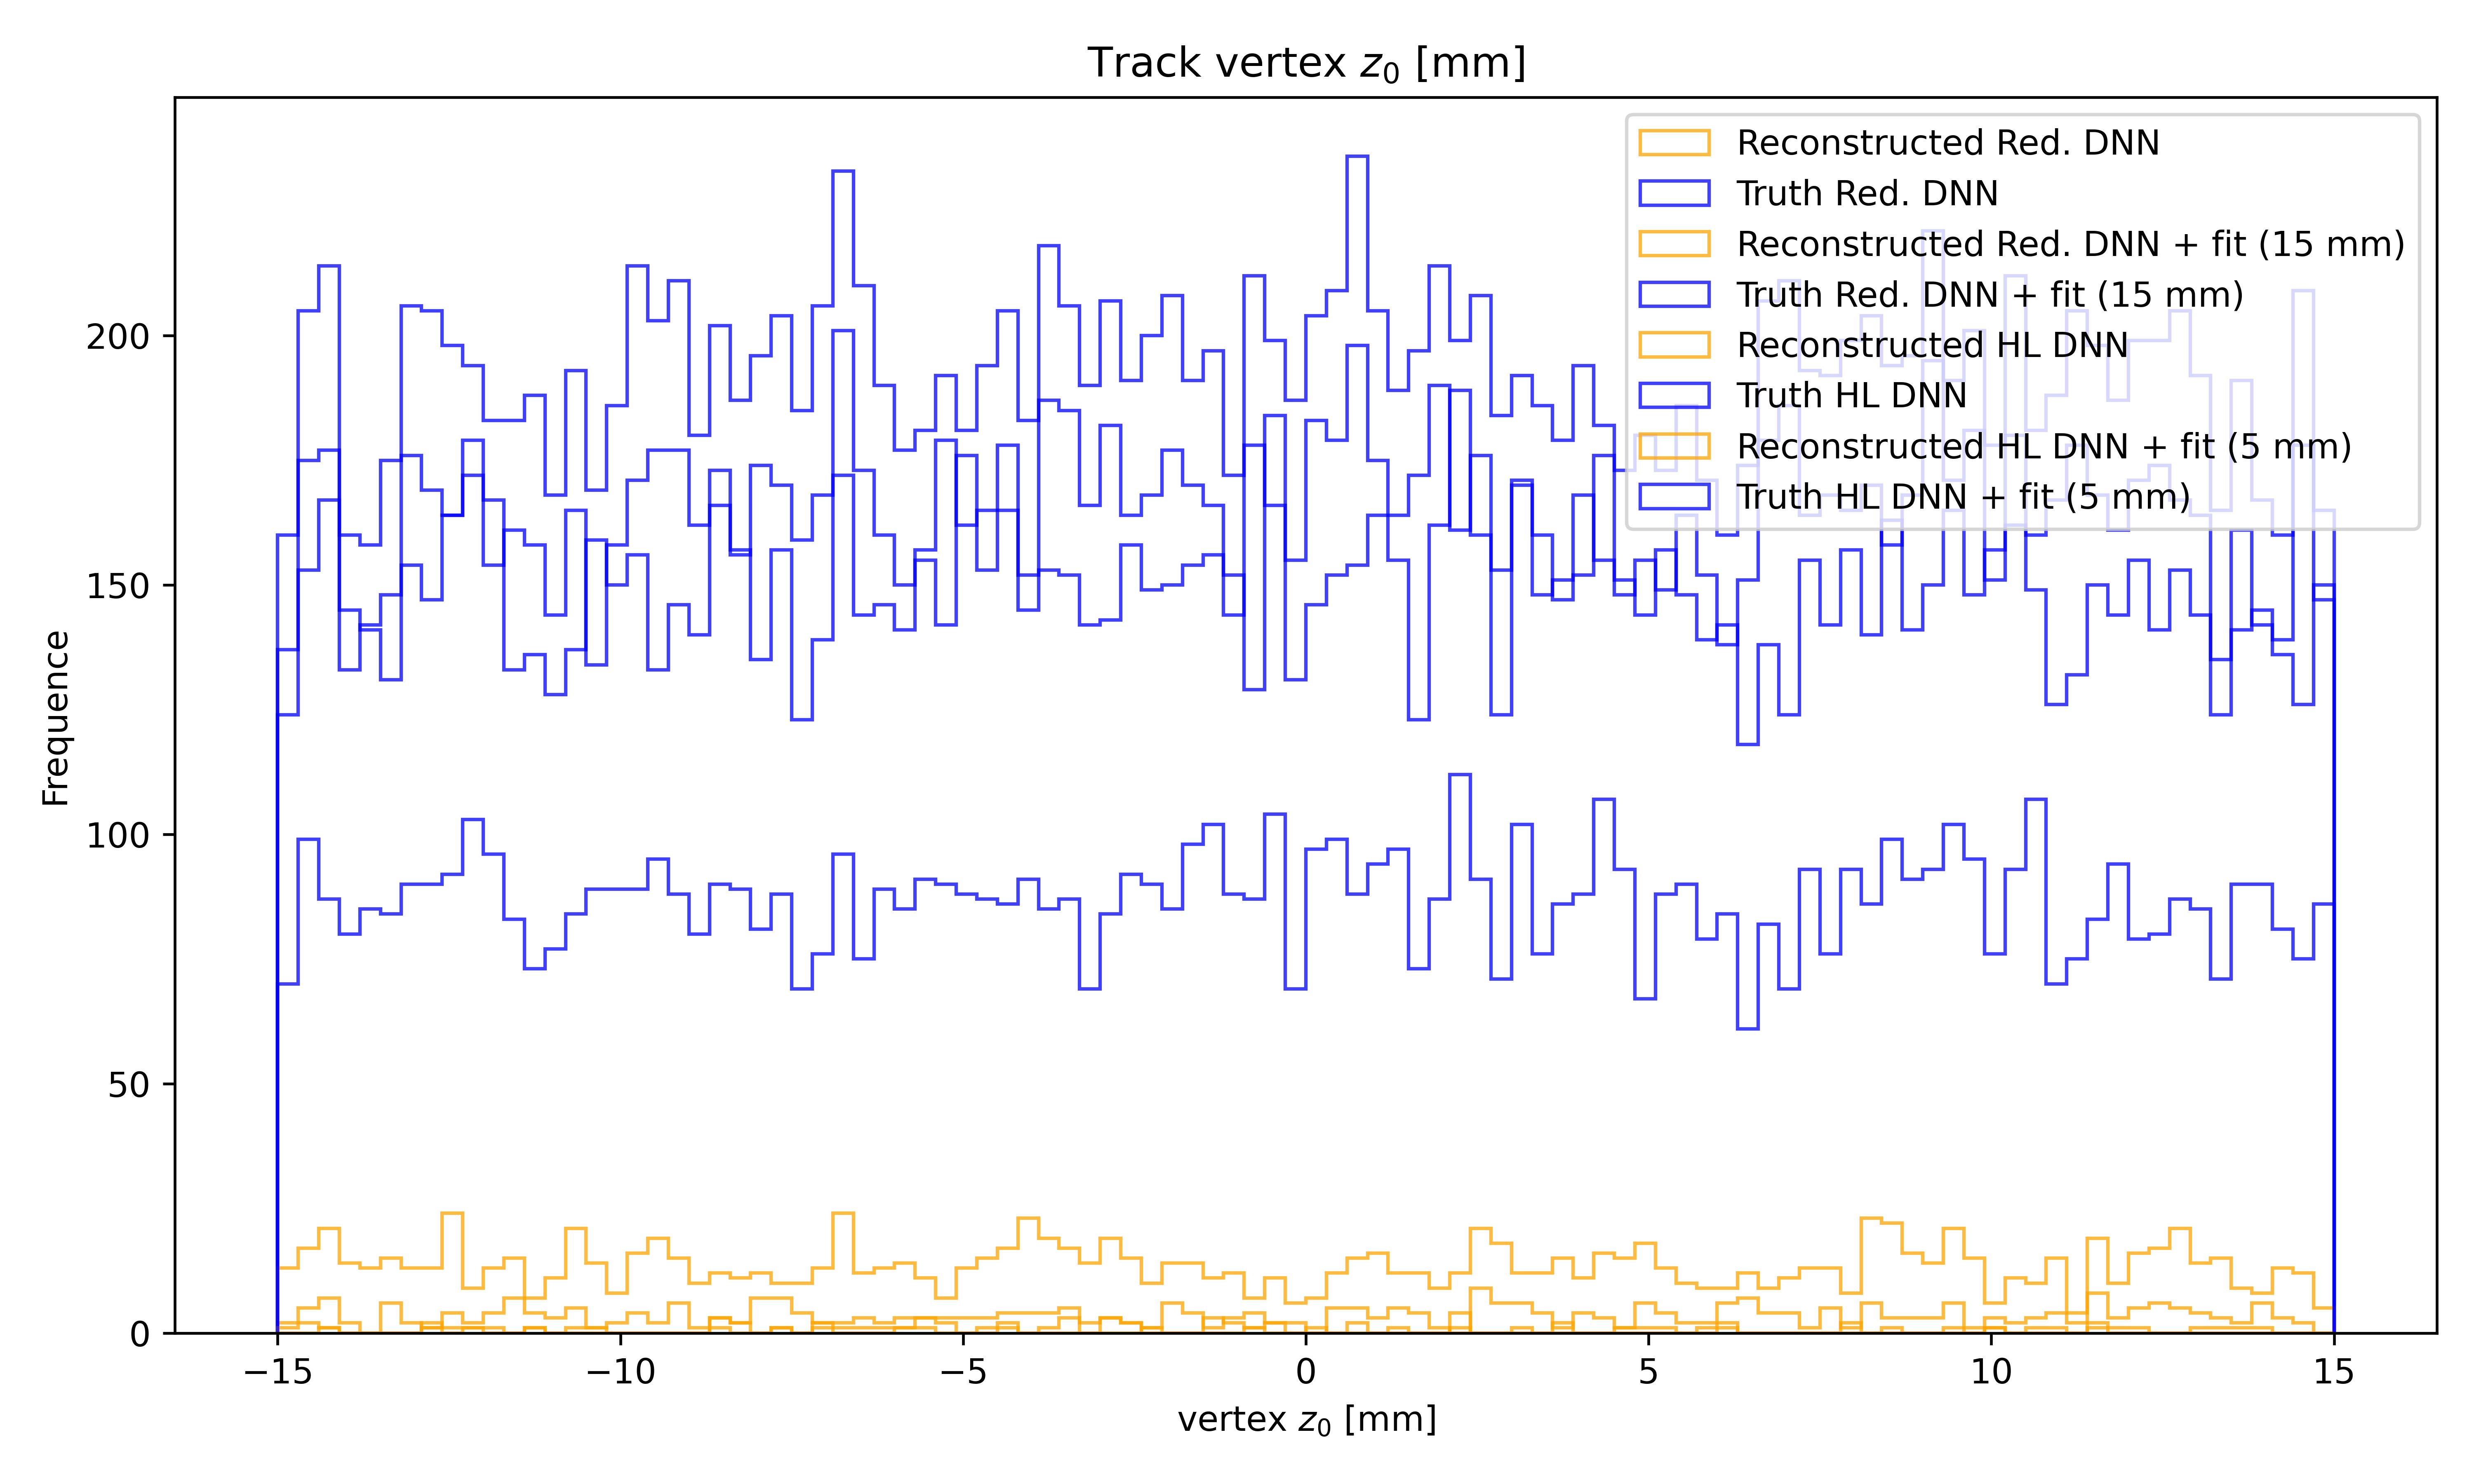 Track vertex z₀ [mm]
Reconstructed Red. DNN
Truth Red. DNN
Reconstructed Red. DNN + fit (15 mm)
Truth Red. DNN + fit (15 mm)
Reconstructed HL DNN
Truth HL DNN
Reconstructed HL DNN + fit (5 mm)
Truth HL DNN + fit (5 mm)
Frequence
200
150
100
50
0
−15 −10 −5 0 5 10 15
vertex z₀ [mm]